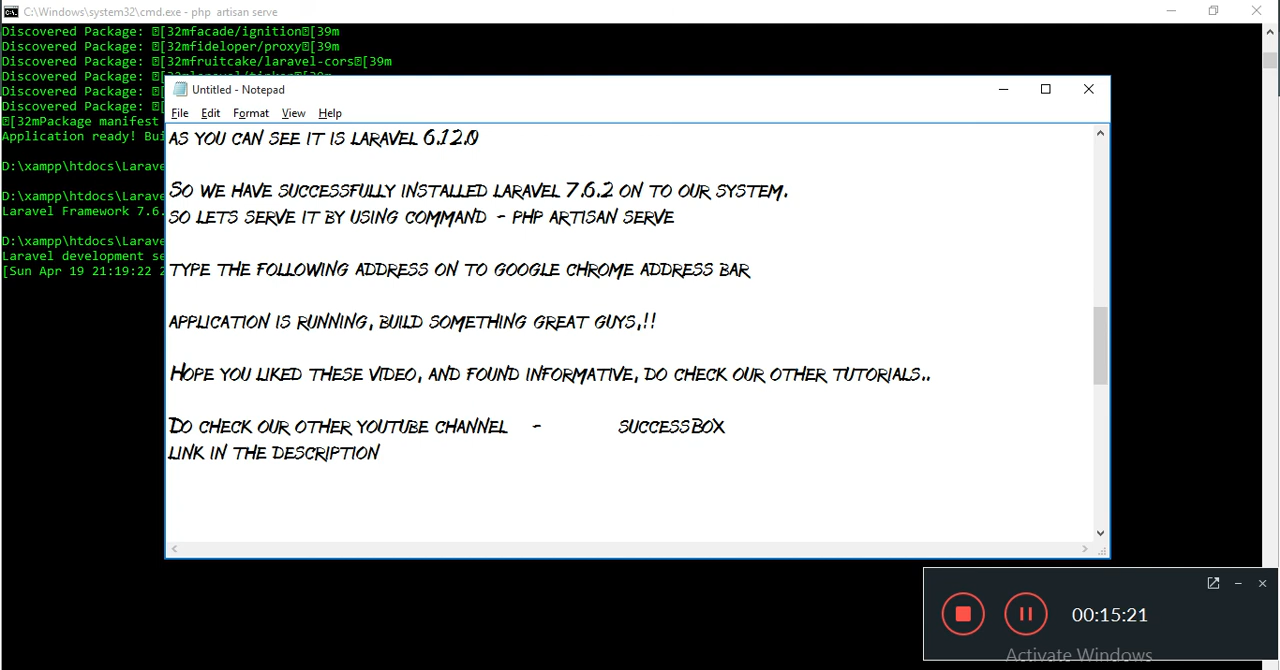 C:\Windows\system32\cmd.exe - php artisan serve
Discovered Package: [32mfacade/ignition[39m
Discovered Package: [32mfideloper/proxy[39m
Discovered Package: [32mfruitcake/laravel-cors[39m
Discovered Package:
Discovered Package: [
Discovered Package: [
[32mPackage manifest
Application ready! Bui
D:\xampp\htdocs\Larave
D:\xampp\htdocs\Larave
Laravel Framework 7.6.
D:\xampp\htdocs\Larave
Laravel development se
[Sun Apr 19 21:19:22 2
Untitled - Notepad
File Edit Format View Help
AS YOU CAN SEE IT IS LARAVEL 6.12.0
SO WE HAVE SUCCESSFULLY INSTALLED LARAVEL 7.6.2 ON TO OUR SYSTEM.
SO LETS SERVE IT BY USING COMMAND - PHP ARTISAN SERVE
TYPE THE FOLLOWING ADDRESS ON TO GOOGLE CHROME ADDRESS BAR
APPLICATION IS RUNNING, BUILD SOMETHING GREAT GUYS,!!
HOPE YOU LIKED THESE VIDEO, AND FOUND INFORMATIVE, DO CHECK OUR OTHER TUTORIALS..
DO CHECK OUR OTHER YOUTUBE CHANNEL - SUCCESSBOX
LINK IN THE DESCRIPTION
00:15:21
Activate Windows